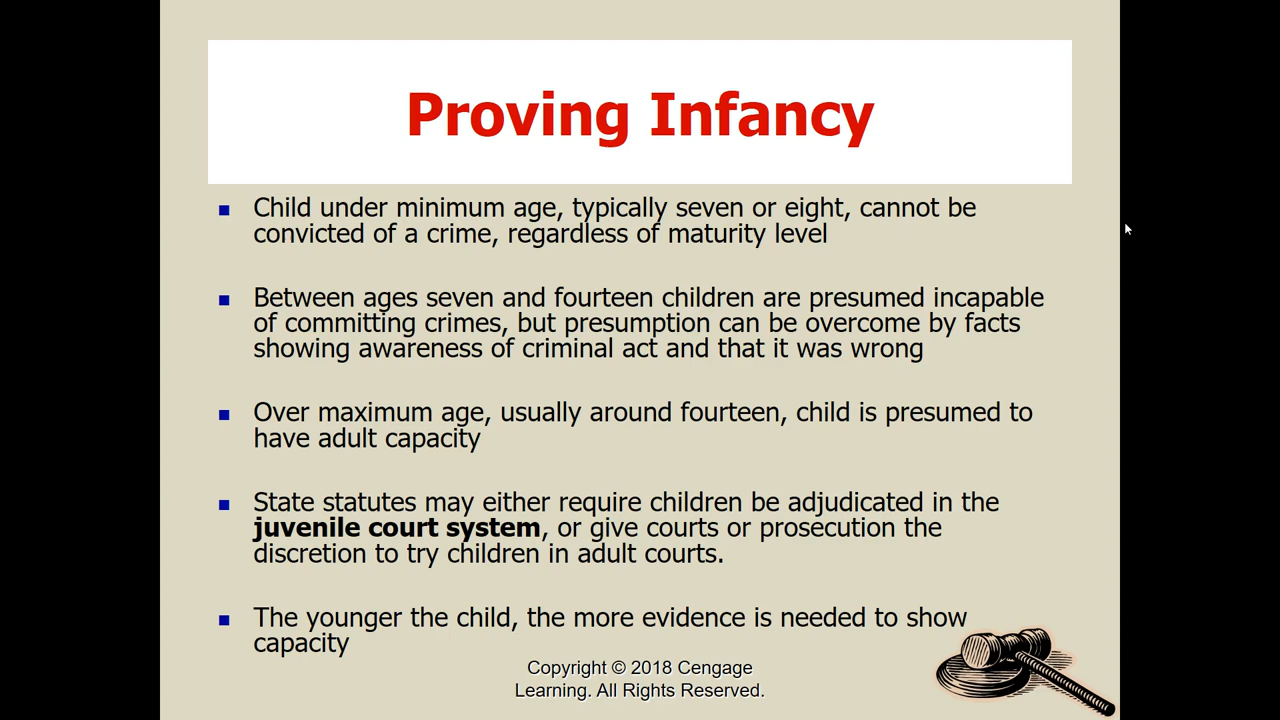 Proving Infancy
Child under minimum age, typically seven or eight, cannot be
convicted of a crime, regardless of maturity level
Between ages seven and fourteen children are presumed incapable
of committing crimes, but presumption can be overcome by facts
showing awareness of criminal act and that it was wrong
Over maximum age, usually around fourteen, child is presumed to
have adult capacity
State statutes may either require children be adjudicated in the
juvenile court system, or give courts or prosecution the
discretion to try children in adult courts.
The younger the child, the more evidence is needed to show
capacity
Copyright © 2018 Cengage
Learning. All Rights Reserved.